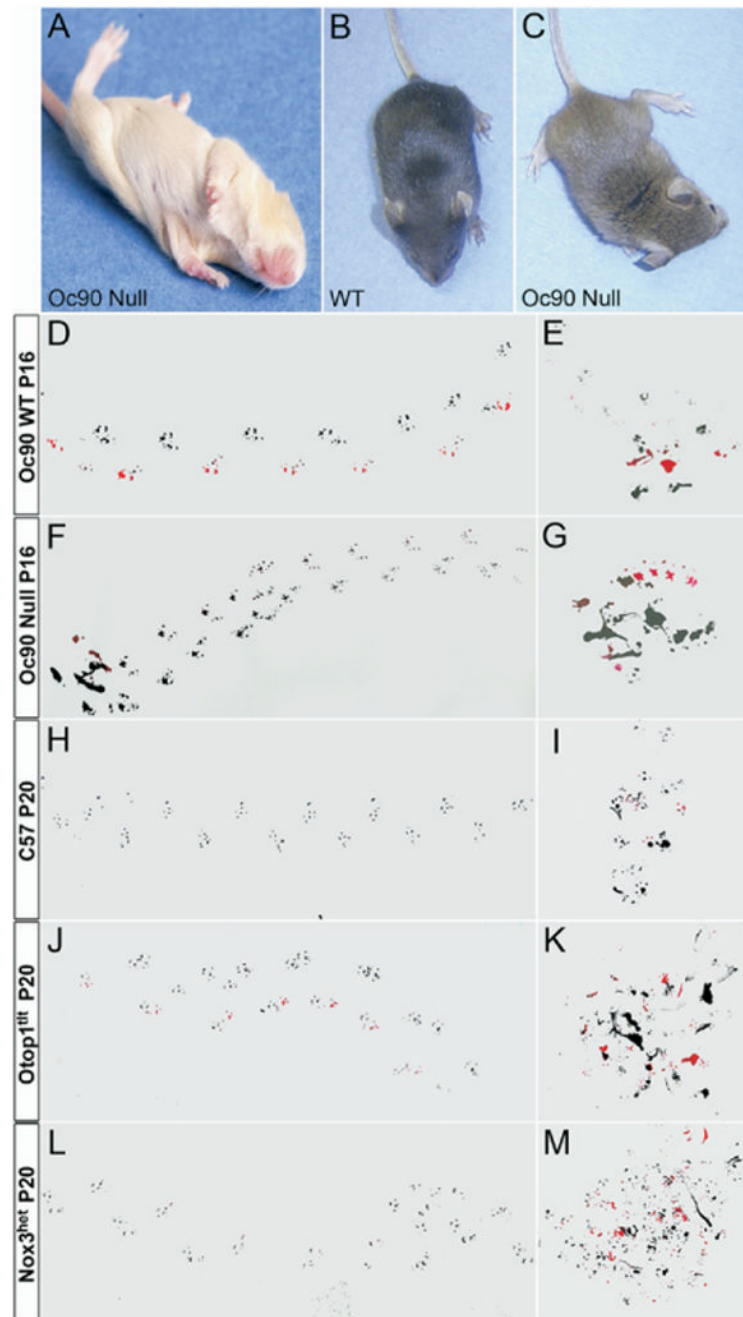 A
B
C
Oc90 Null
WT
Oc90 Null
Oc90 WT P16
D
E
Oc90 Null P16
F
G
C57 P20
H
I
Otop1tlt P20
J
K
Nox3het P20
L
M